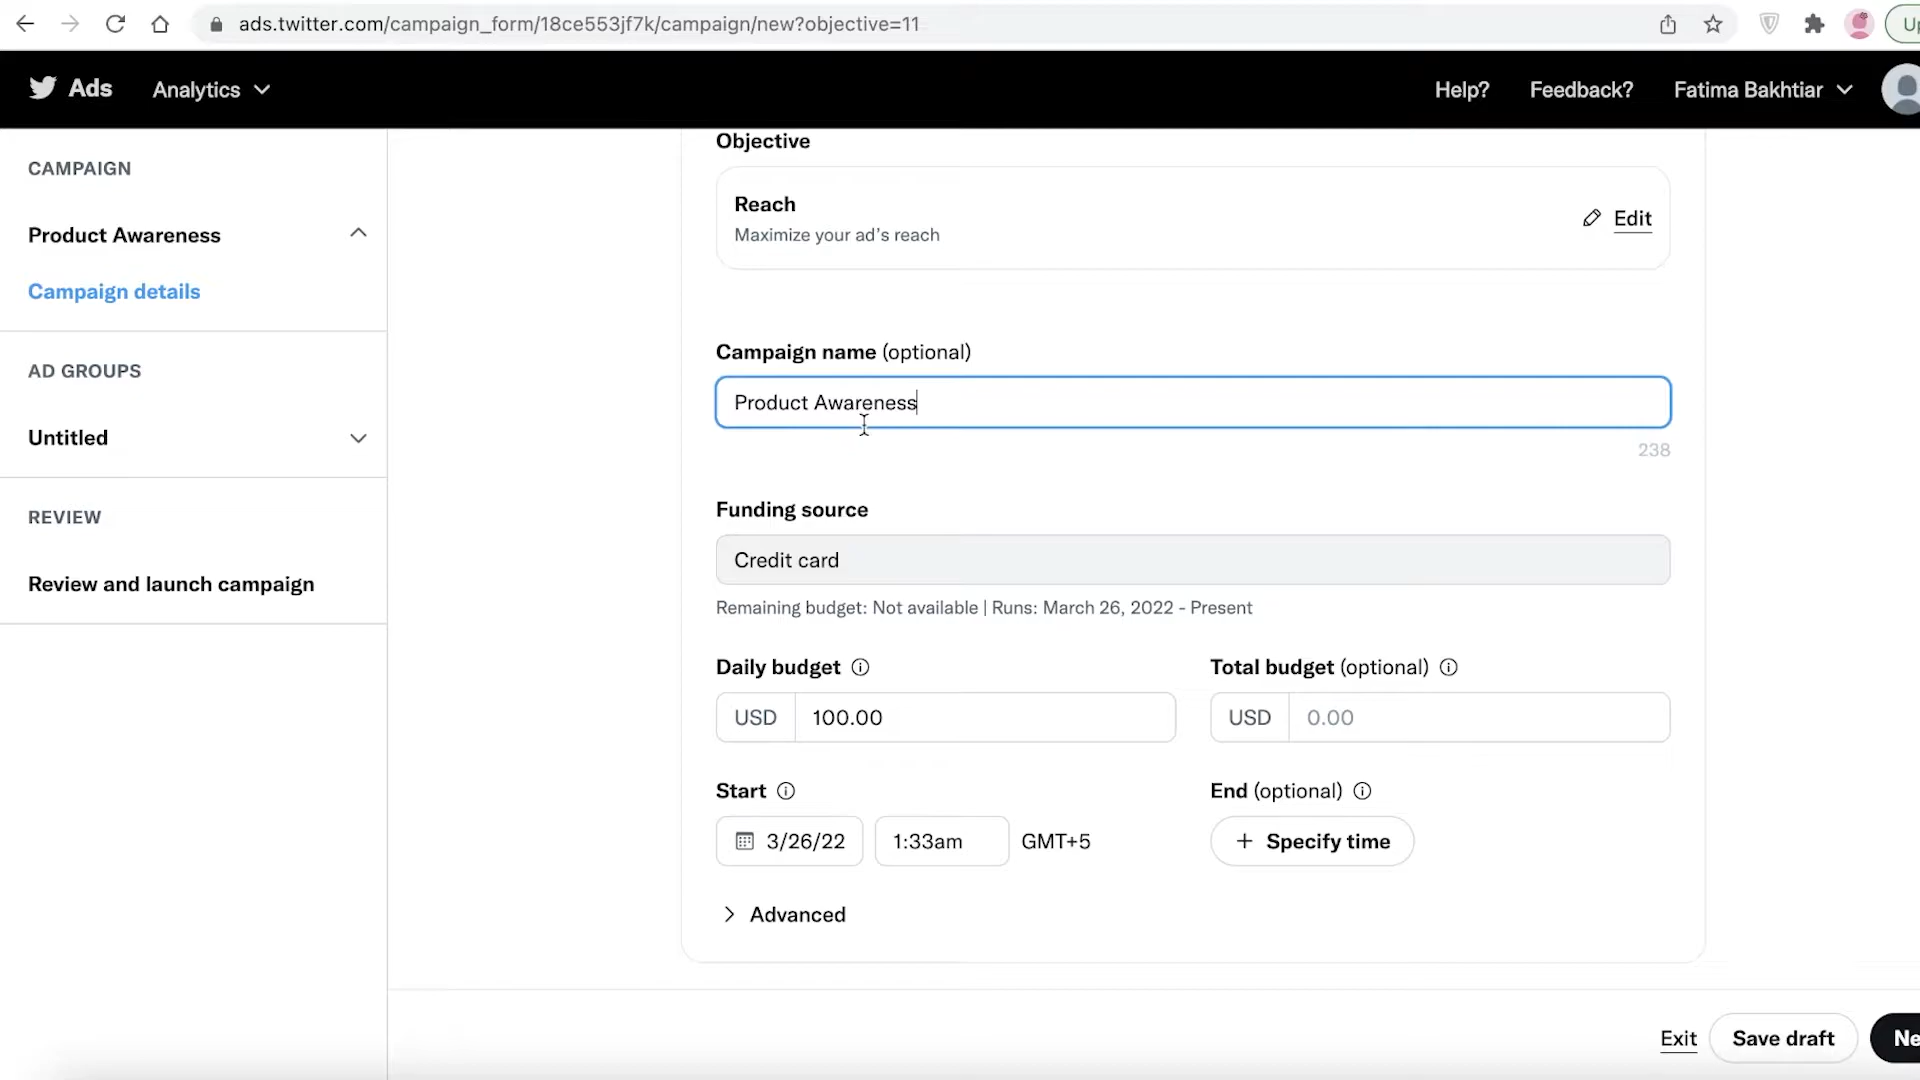 ads.twitter.com/campaign_form/18ce553jf7k/campaign/new?objective=11
Up
Ads
Analytics
Help?
Feedback?
Fatima Bakhtiar
CAMPAIGN
Product Awareness
Campaign details
AD GROUPS
Untitled
REVIEW
Review and launch campaign
Objective
Reach
Maximize your ad's reach
Edit
Campaign name (optional)
Product Awareness
238
Funding source
Credit card
Remaining budget: Not available | Runs: March 26, 2022 - Present
Daily budget
Total budget (optional)
USD 100.00
USD 0.00
Start
End (optional)
3/26/22 1:33am GMT+5
+ Specify time
Advanced
Exit
Save draft
Ne